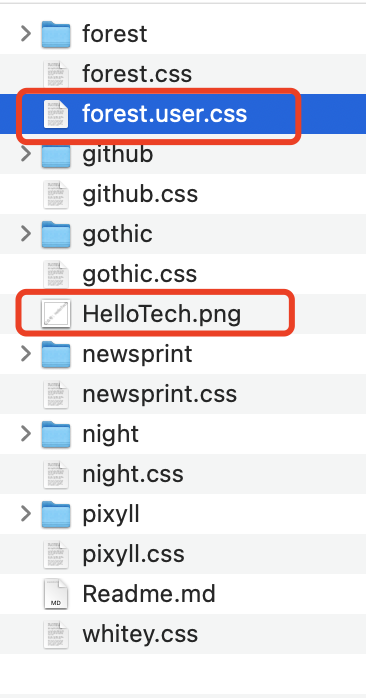 forest
forest.css
forest.user.css
github
github.css
gothic
gothic.css
HelloTech.png
newsprint
newsprint.css
night
night.css
pixyll
pixyll.css
MD
Readme.md
whitey.css